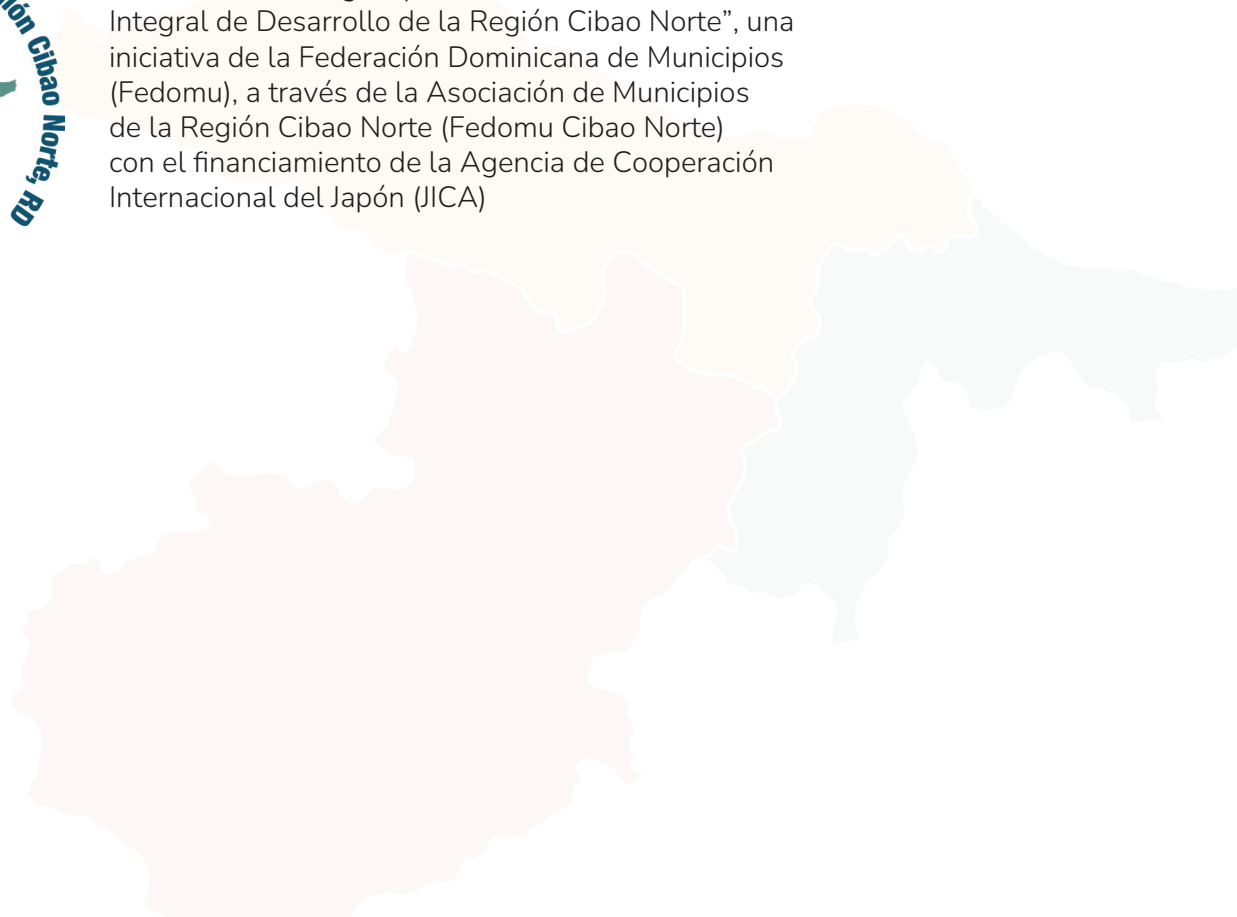 Integral de Desarrollo de la Región Cibao Norte”, una
iniciativa de la Federación Dominicana de Municipios
(Fedomu), a través de la Asociación de Municipios
de la Región Cibao Norte (Fedomu Cibao Norte)
con el financiamiento de la Agencia de Cooperación
Internacional del Japón (JICA)
Cibao Norte, RD